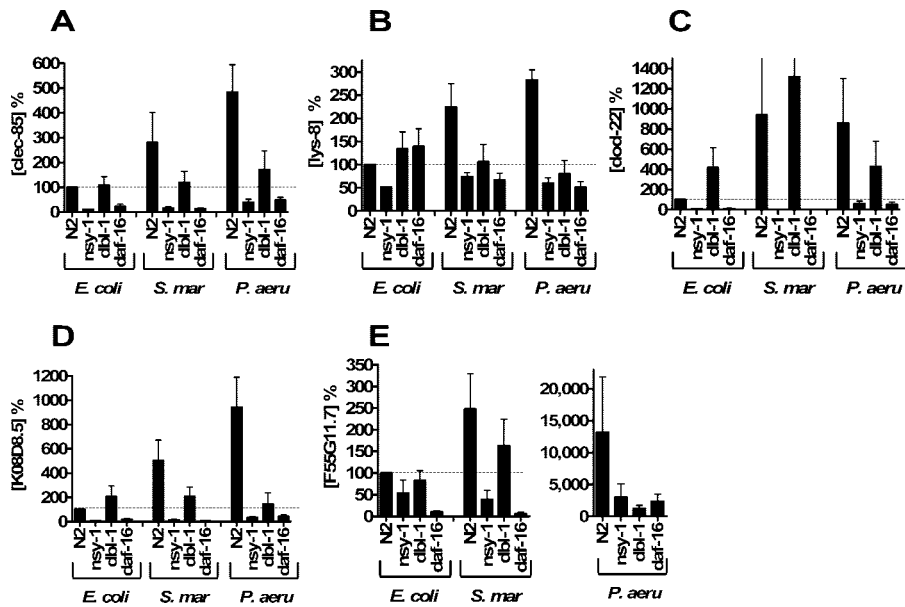 A
[clec-85] %
600
500
400
300
200
100
0
N2 nsy-1 dbl-1 daf-16 N2 nsy-1 dbl-1 daf-16 N2 nsy-1 dbl-1 daf-16
E. coli S. mar P. aeru
B
[lys-8] %
300
250
200
150
100
50
0
N2 nsy-1 dbl-1 daf-16 N2 nsy-1 dbl-1 daf-16 N2 nsy-1 dbl-1 daf-16
E. coli S. mar P. aeru
C
[dod-22] %
1400
1200
1000
800
600
400
200
0
N2 nsy-1 dbl-1 daf-16 N2 nsy-1 dbl-1 daf-16 N2 nsy-1 dbl-1 daf-16
E. coli S. mar P. aeru
D
[K08D8.5] %
1200
1000
800
600
400
200
0
N2 nsy-1 dbl-1 daf-16 N2 nsy-1 dbl-1 daf-16 N2 nsy-1 dbl-1 daf-16
E. coli S. mar P. aeru
E
[F55G11.7] %
350
300
250
200
150
100
50
0
N2 nsy-1 dbl-1 daf-16 N2 nsy-1 dbl-1 daf-16
E. coli S. mar
20,000
15,000
10,000
5,000
0
N2 nsy-1 dbl-1 daf-16
P. aeru